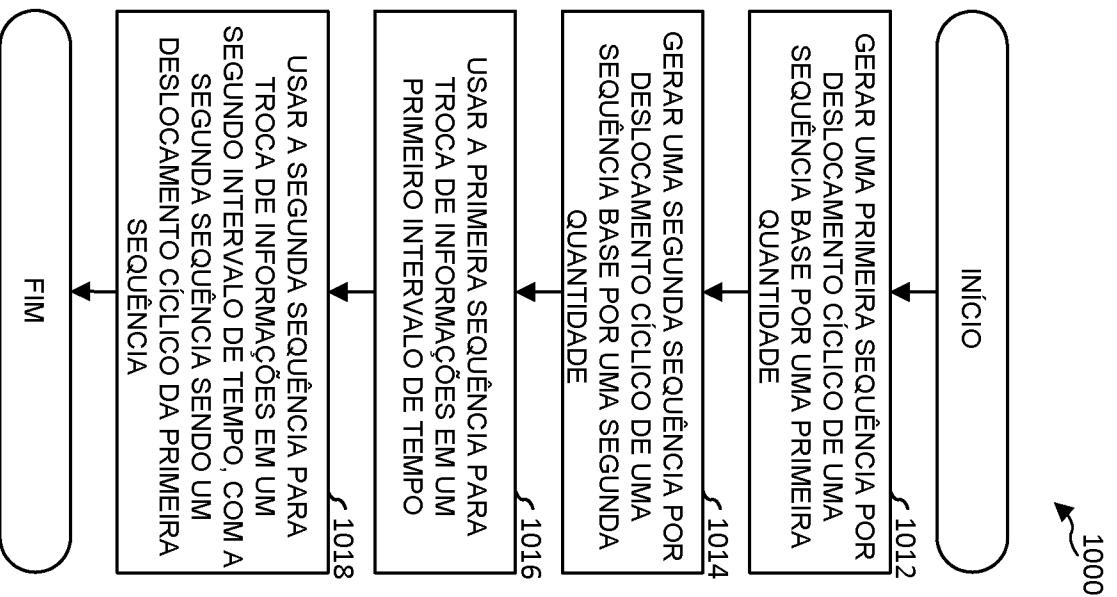 1000
INÍCIO
1012
GERAR UMA PRIMEIRA SEQUÊNCIA POR
DESLOCAMENTO CÍCLICO DE UMA
SEQUÊNCIA BASE POR UMA PRIMEIRA
QUANTIDADE
1014
GERAR UMA SEGUNDA SEQUÊNCIA POR
DESLOCAMENTO CÍCLICO DE UMA
SEQUÊNCIA BASE POR UMA SEGUNDA
QUANTIDADE
1016
USAR A PRIMEIRA SEQUÊNCIA PARA
TROCA DE INFORMAÇÕES EM UM
PRIMEIRO INTERVALO DE TEMPO
1018
USAR A SEGUNDA SEQUÊNCIA PARA
TROCA DE INFORMAÇÕES EM UM
SEGUNDO INTERVALO DE TEMPO, COM A
SEGUNDA SEQUÊNCIA SENDO UM
DESLOCAMENTO CÍCLICO DA PRIMEIRA
SEQUÊNCIA
FIM